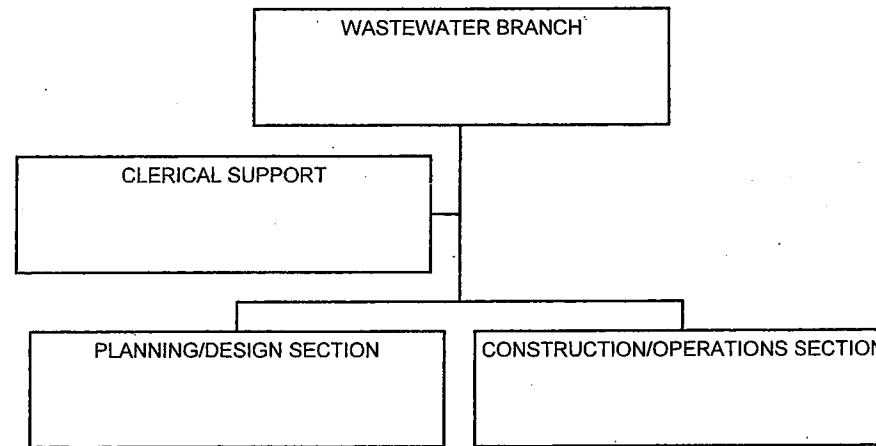 WASTEWATER BRANCH
CLERICAL SUPPORT
PLANNING/DESIGN SECTION
CONSTRUCTION/OPERATIONS SECTION